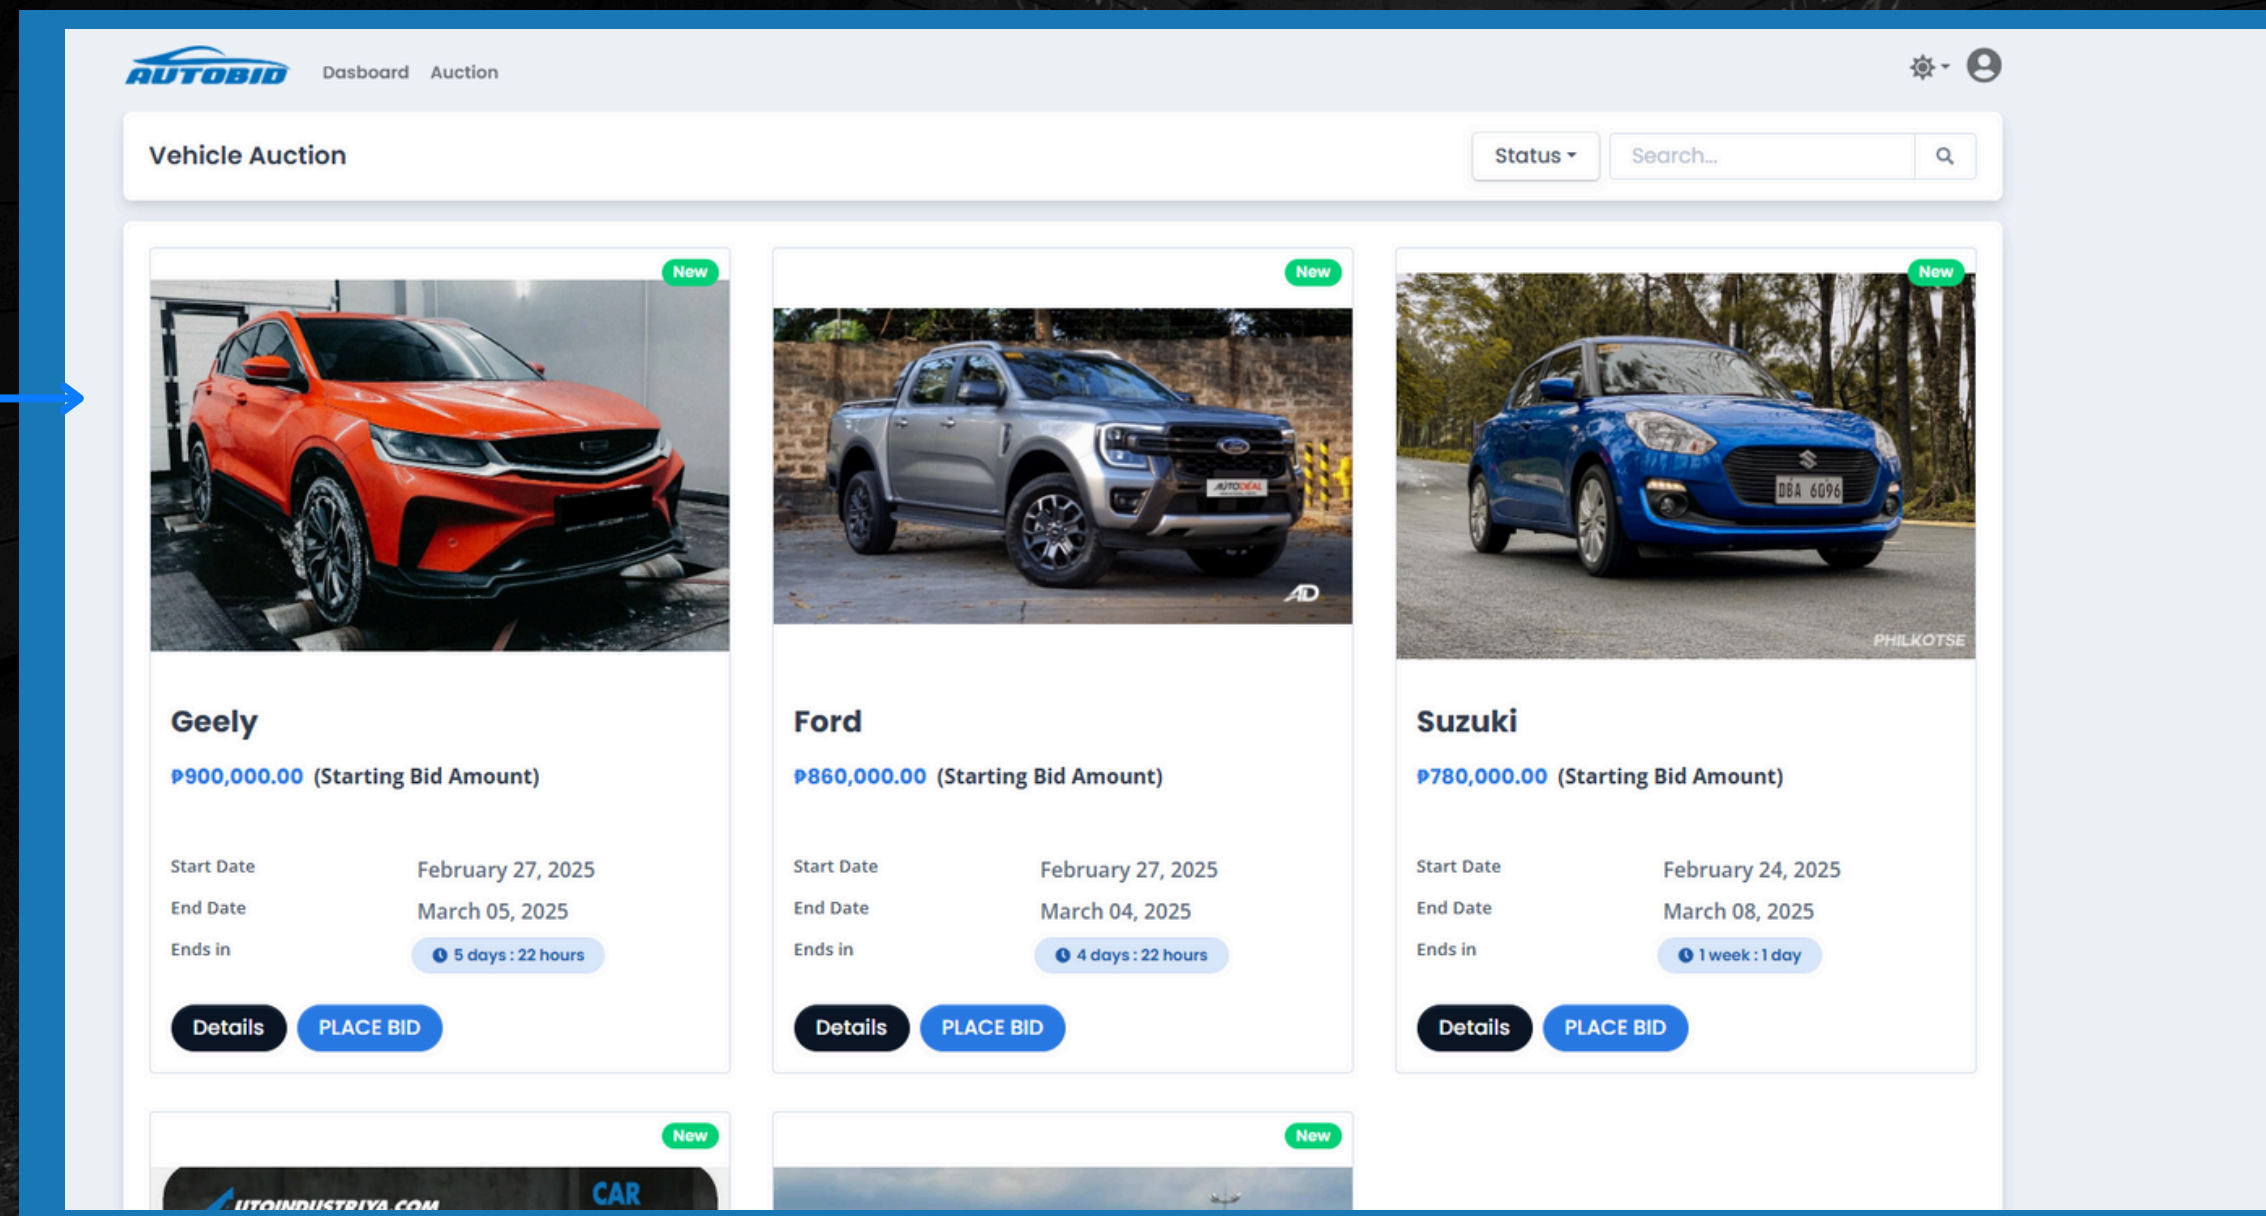 AUTOBID
Dasboard Auction
Vehicle Auction
Status
Search...
New
New
New
AUTODEAL
AD
DBA 6096
PHILKOTSE
Geely
₱900,000.00 (Starting Bid Amount)
Start Date February 27, 2025
End Date March 05, 2025
Ends in 5 days : 22 hours
Details PLACE BID
Ford
₱860,000.00 (Starting Bid Amount)
Start Date February 27, 2025
End Date March 04, 2025
Ends in 4 days : 22 hours
Details PLACE BID
Suzuki
₱780,000.00 (Starting Bid Amount)
Start Date February 24, 2025
End Date March 08, 2025
Ends in 1 week : 1 day
Details PLACE BID
New
New
AUTOINDUSTRIYA.COM
CAR